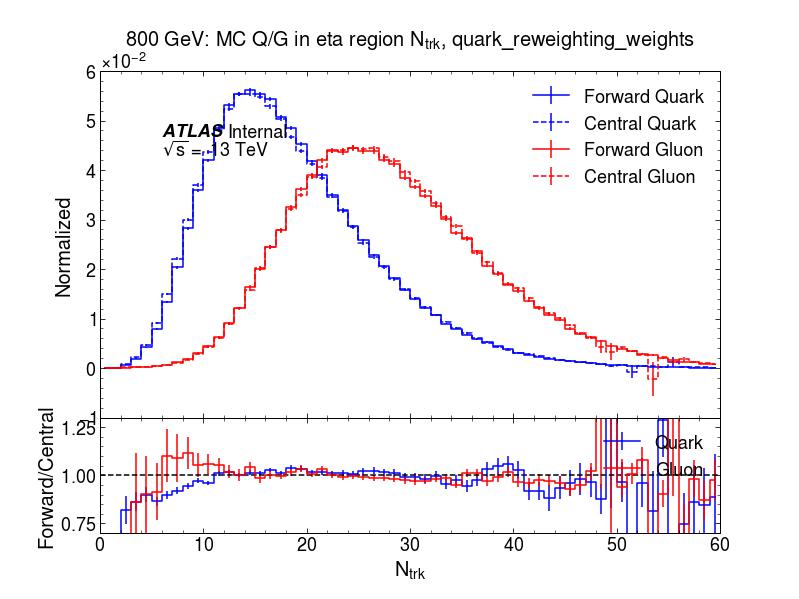 800 GeV: MC Q/G in eta region N_trk, quark_reweighting_weights
×10⁻²
6
5
4
3
2
1
0
−1
Normalized
ATLAS Internal
√s = 13 TeV
Forward Quark
Central Quark
Forward Gluon
Central Gluon
1.25
1.00
0.75
Forward/Central
Quark
Gluon
0 10 20 30 40 50 60
N_trk